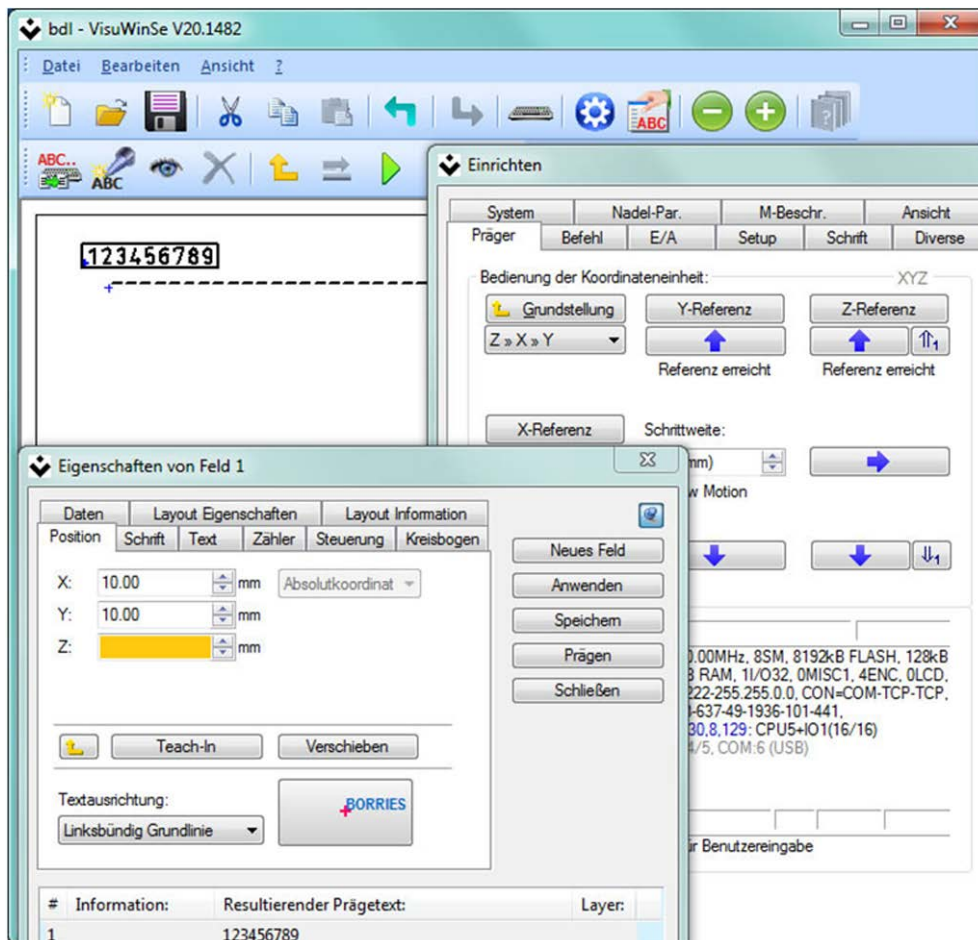 bdl - VisuWinSe V20.1482
Datei Bearbeiten Ansicht ?
ABC
ABC..
ABC
123456789
Einrichten
System Nadel-Par. M-Beschr. Ansicht
Präger Befehl E/A Setup Schrift Diverse
Bedienung der Koordinateneinheit: XYZ
Grundstellung Y-Referenz Z-Referenz
Z » X » Y
1
Referenz erreicht Referenz erreicht
X-Referenz Schrittweite:
mm)
w Motion
1
0.00MHz, 8SM, 8192kB FLASH, 128kB
RAM, 1I/O32, 0MISC1, 4ENC, 0LCD,
222-255.255.0.0, CON=COM-TCP-TCP,
-637-49-1936-101-441,
30,8,129: CPU5+IO1(16/16)
4/5, COM:6 (USB)
ür Benutzereingabe
Eigenschaften von Feld 1
Daten Layout Eigenschaften Layout Information
Position Schrift Text Zähler Steuerung Kreisbogen
Neues Feld
Anwenden
Speichern
Prägen
Schließen
X: 10.00 mm Absolutkoordinat
Y: 10.00 mm
Z: mm
Teach-In Verschieben
Textausrichtung:
Linksbündig Grundlinie
BORRIES
# Information: Resultierender Prägetext: Layer:
1 123456789